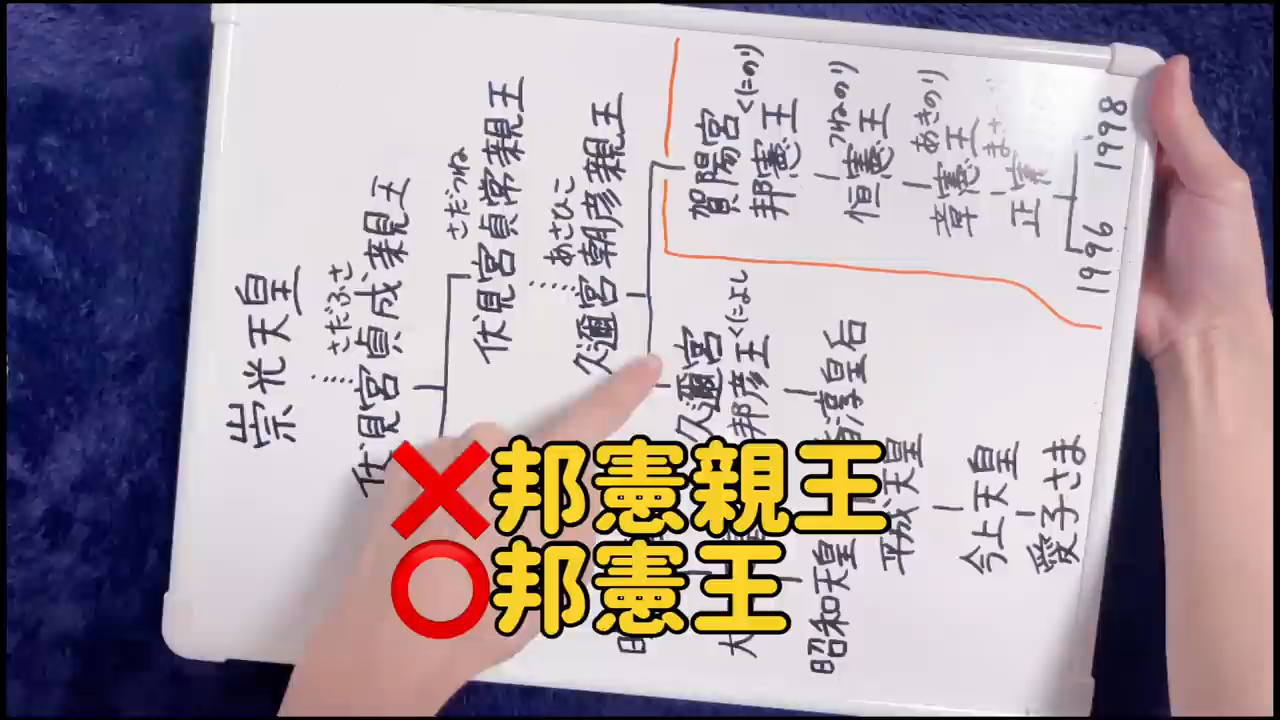 崇光天皇
さだふさ
伏見宮貞成親王
さだつね
伏見宮貞常親王
あさひこ
久邇宮朝彦親王
賀陽宮
くにのり
邦憲王
つねのり
恒憲王
あきのり
章憲王
正憲
1998
1996
久邇宮
くによし
邦彦王
淳皇后
大
昭和天皇
平成天皇
今上天皇
愛子さま
❌邦憲親王
⭕邦憲王